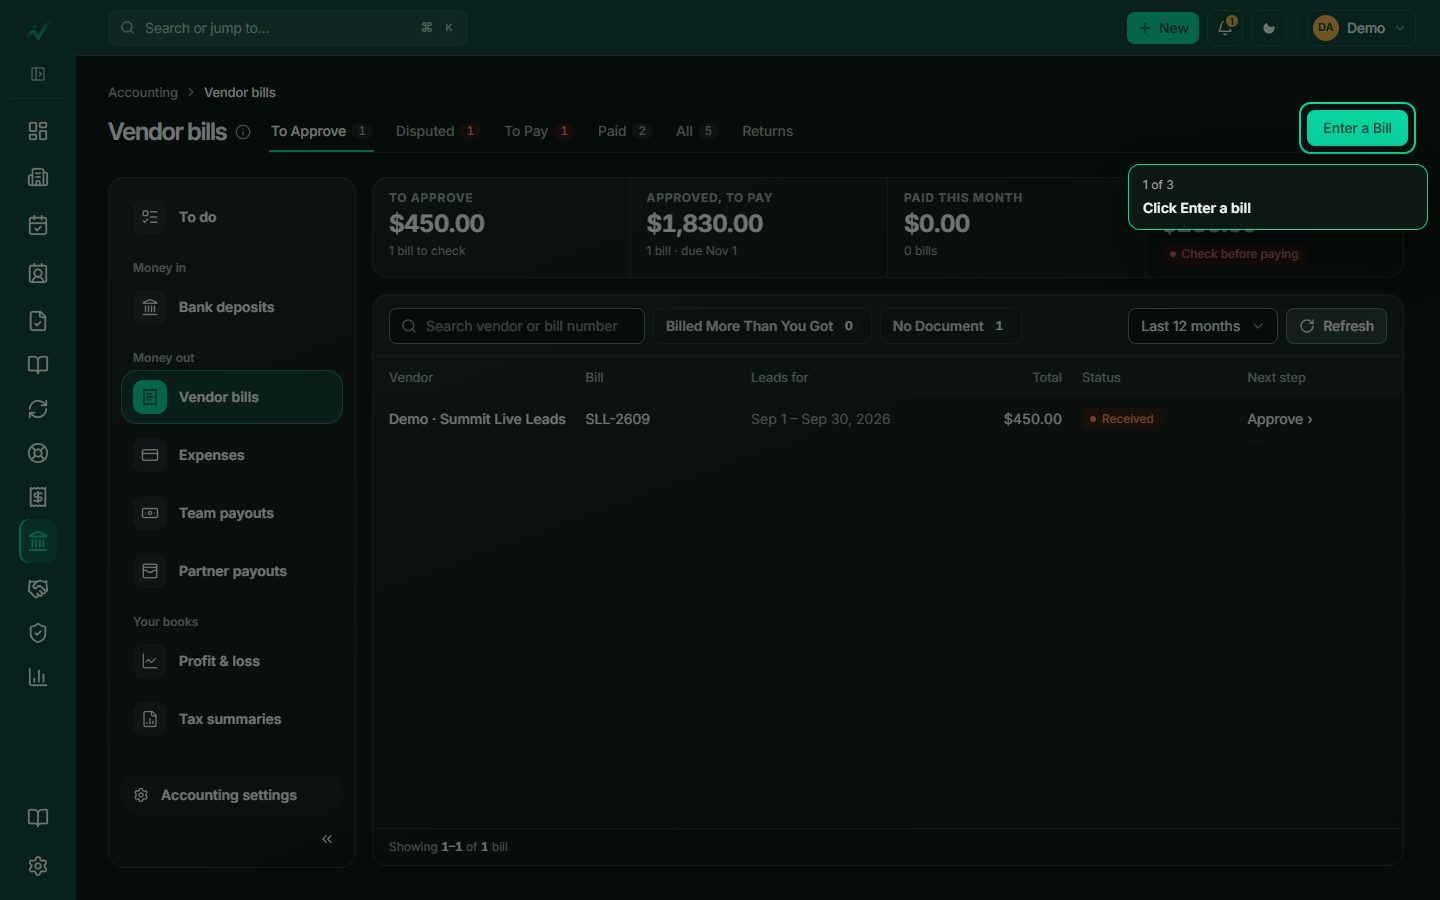 Search or jump to...
⌘ K
New
1
DA
Demo
Accounting > Vendor bills
Vendor bills
To Approve 1
Disputed 1
To Pay 1
Paid 2
All 5
Returns
Enter a Bill
1 of 3
Click Enter a bill
To do
Money in
Bank deposits
Money out
Vendor bills
Expenses
Team payouts
Partner payouts
Your books
Profit & loss
Tax summaries
Accounting settings
TO APPROVE
$450.00
1 bill to check
APPROVED, TO PAY
$1,830.00
1 bill · due Nov 1
PAID THIS MONTH
$0.00
0 bills
Check before paying
Search vendor or bill number
Billed More Than You Got 0
No Document 1
Last 12 months
Refresh
Vendor Bill Leads for Total Status Next step
Demo · Summit Live Leads SLL-2609 Sep 1 – Sep 30, 2026 $450.00 Received Approve ›
Showing 1–1 of 1 bill